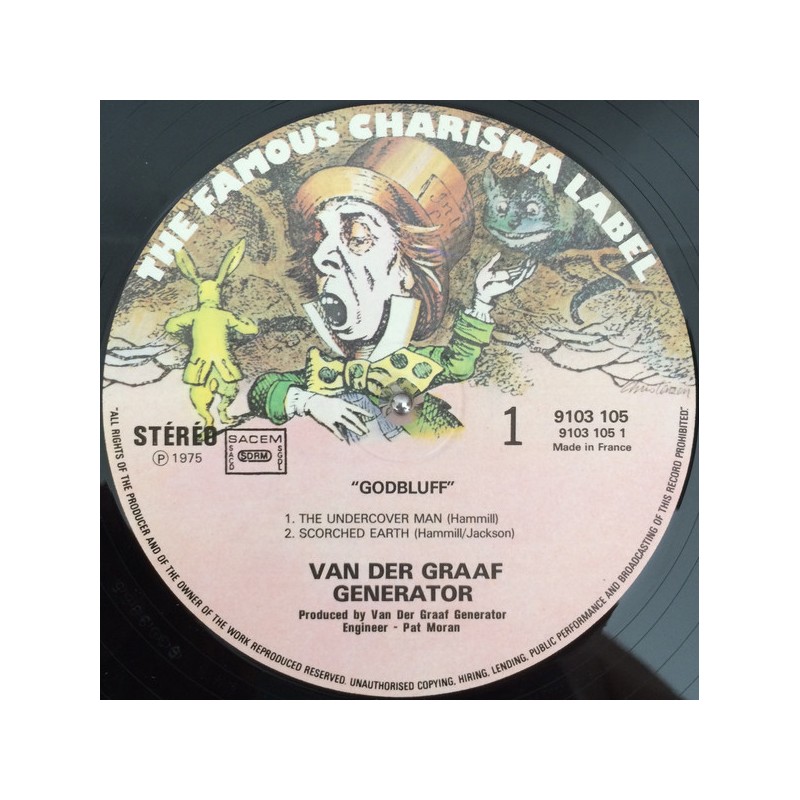 THE FAMOUS CHARISMA LABEL
Christensen
STÉRÉO
Ⓟ 1975
SACEM
SACD
SDRM
SGDL
1
9103 105
9103 105 1
Made in France
"GODBLUFF"
1. THE UNDERCOVER MAN (Hammill)
2. SCORCHED EARTH (Hammill/Jackson)
VAN DER GRAAF
GENERATOR
Produced by Van Der Graaf Generator
Engineer - Pat Moran
"ALL RIGHTS OF THE PRODUCER AND OF THE OWNER OF THE WORK REPRODUCED RESERVED. UNAUTHORISED COPYING, HIRING, LENDING, PUBLIC PERFORMANCE AND BROADCASTING OF THIS RECORD PROHIBITED"